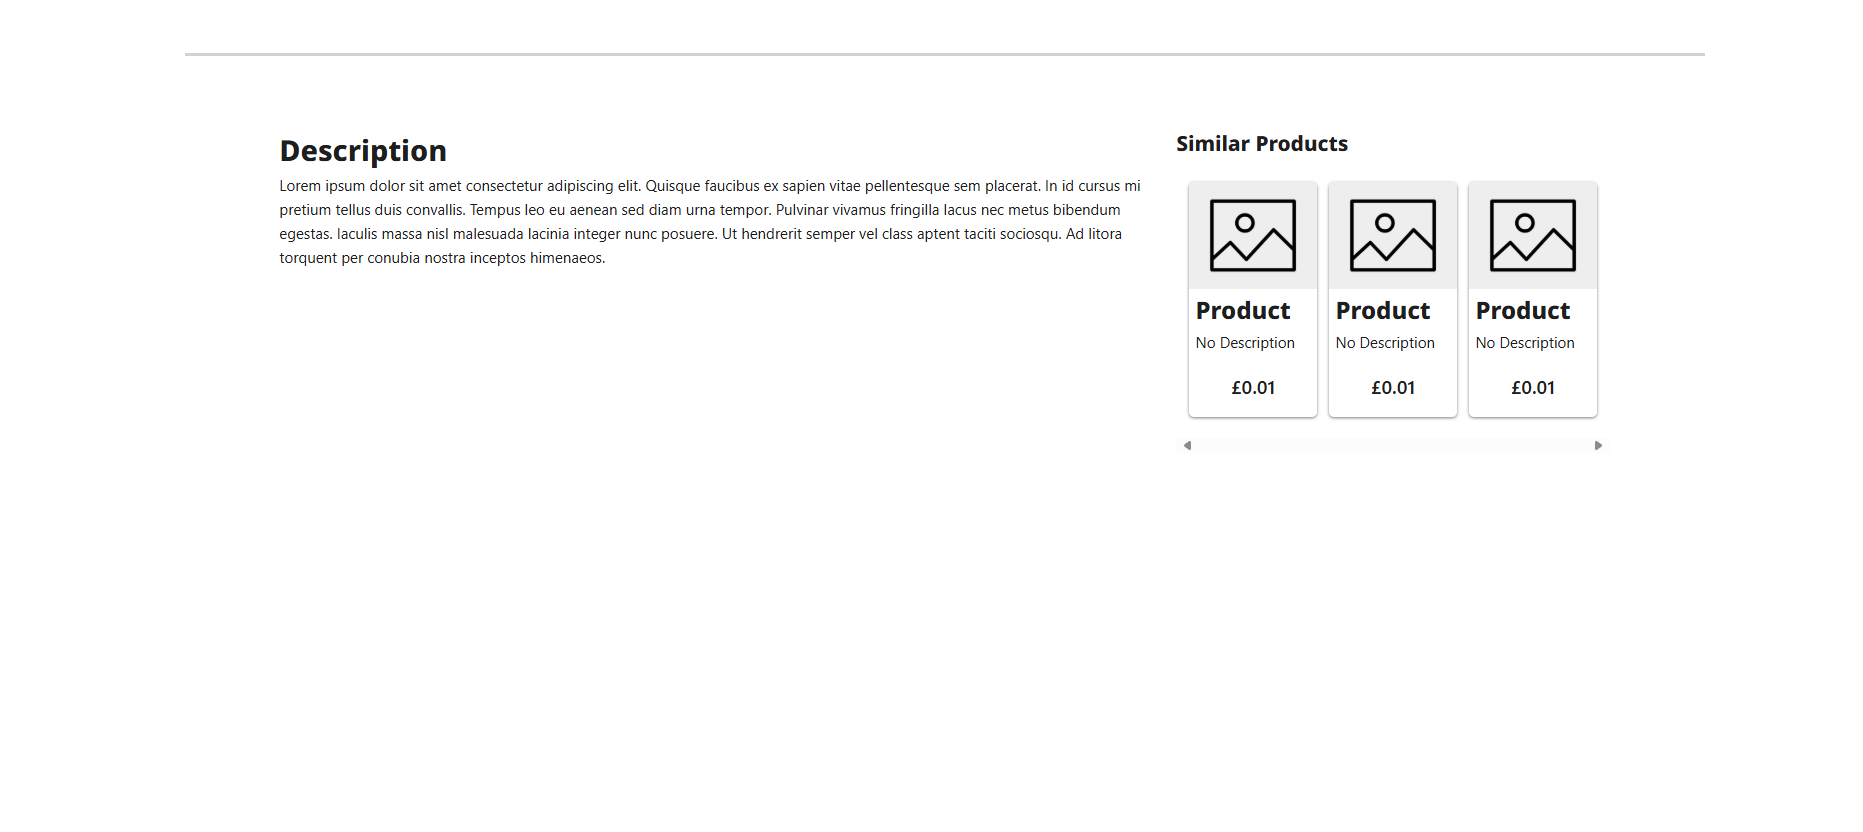 Description
Lorem ipsum dolor sit amet consectetur adipiscing elit. Quisque faucibus ex sapien vitae pellentesque sem placerat. In id cursus mi
pretium tellus duis convallis. Tempus leo eu aenean sed diam urna tempor. Pulvinar vivamus fringilla lacus nec metus bibendum
egestas. Iaculis massa nisl malesuada lacinia integer nunc posuere. Ut hendrerit semper vel class aptent taciti sociosqu. Ad litora
torquent per conubia nostra inceptos himenaeos.
Similar Products
Product
No Description
£0.01
Product
No Description
£0.01
Product
No Description
£0.01